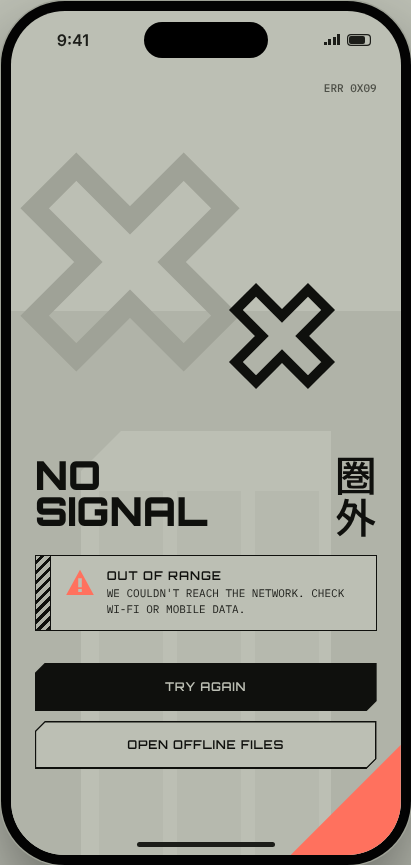 9:41
ERR 0X09
NO
SIGNAL
圏
外
OUT OF RANGE
WE COULDN'T REACH THE NETWORK. CHECK
WI-FI OR MOBILE DATA.
TRY AGAIN
OPEN OFFLINE FILES